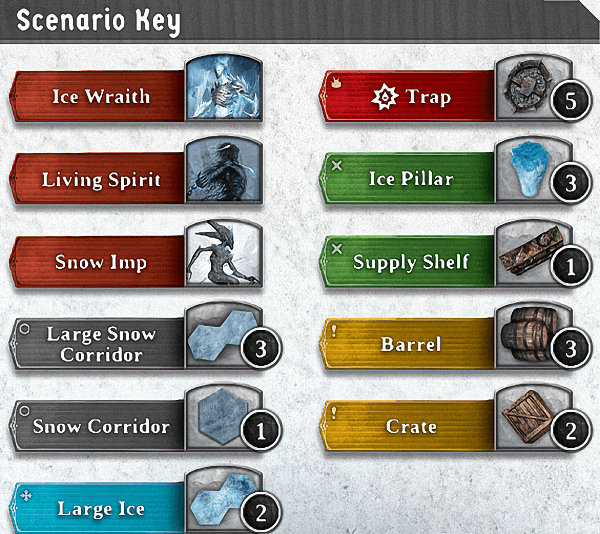 Scenario Key
Ice Wraith
Living Spirit
Snow Imp
Large Snow
Corridor
3
Snow Corridor
1
Large Ice
2
Trap
5
Ice Pillar
3
Supply Shelf
1
! Barrel
3
! Crate
2